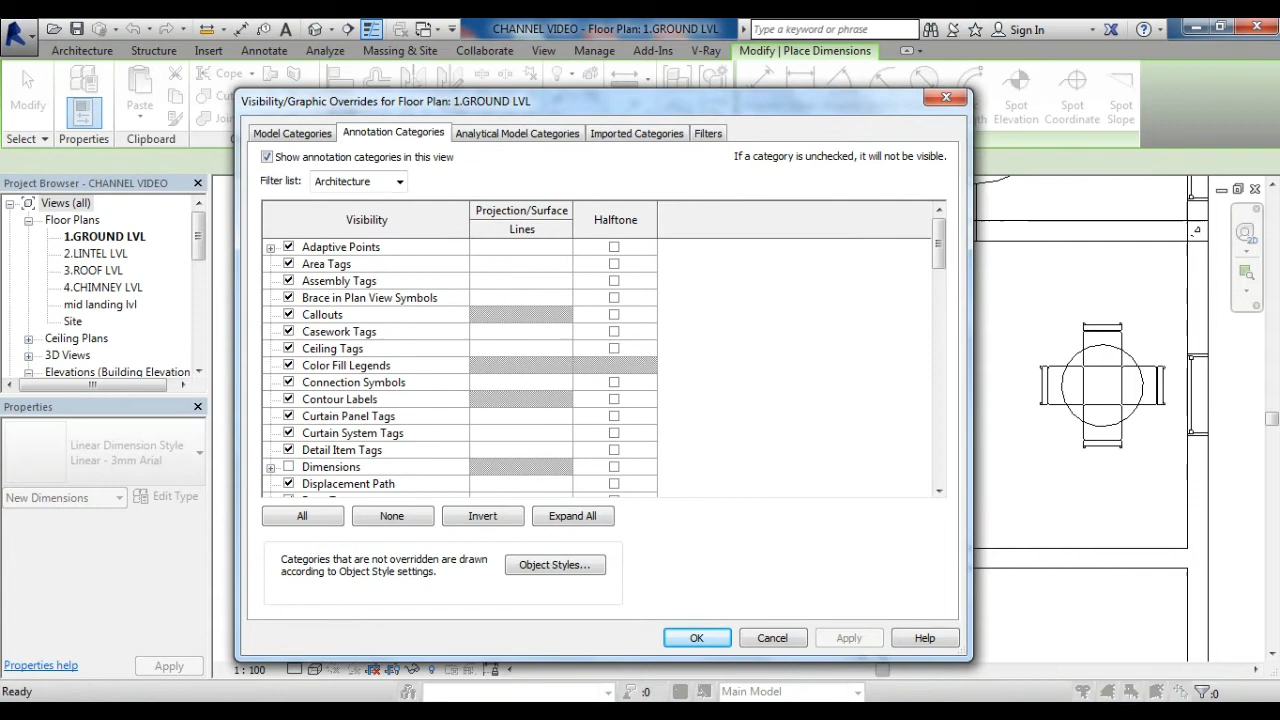 CHANNEL VIDEO - Floor Plan: 1.GROUND LVL
Type a keyword or phrase
Sign In
Architecture
Structure
Insert
Annotate
Analyze
Massing & Site
Collaborate
View
Manage
Add-Ins
V-Ray
Modify | Place Dimensions
Modify
Cope
Cut
Join
Paste
Spot Elevation
Spot Coordinate
Spot Slope
Select
Properties
Clipboard
Visibility/Graphic Overrides for Floor Plan: 1.GROUND LVL
Model Categories
Annotation Categories
Analytical Model Categories
Imported Categories
Filters
Show annotation categories in this view
If a category is unchecked, it will not be visible.
Filter list:
Architecture
Visibility
Projection/Surface
Lines
Halftone
Adaptive Points
Area Tags
Assembly Tags
Brace in Plan View Symbols
Callouts
Casework Tags
Ceiling Tags
Color Fill Legends
Connection Symbols
Contour Labels
Curtain Panel Tags
Curtain System Tags
Detail Item Tags
Dimensions
Displacement Path
All
None
Invert
Expand All
Categories that are not overridden are drawn
according to Object Style settings.
Object Styles...
OK
Cancel
Apply
Help
Project Browser - CHANNEL VIDEO
Views (all)
Floor Plans
1.GROUND LVL
2.LINTEL LVL
3.ROOF LVL
4.CHIMNEY LVL
mid landing lvl
Site
Ceiling Plans
3D Views
Elevations (Building Elevation
Properties
Linear Dimension Style
Linear - 3mm Arial
New Dimensions
Edit Type
Properties help
Apply
2D
1 : 100
Ready
:0
Main Model
:0